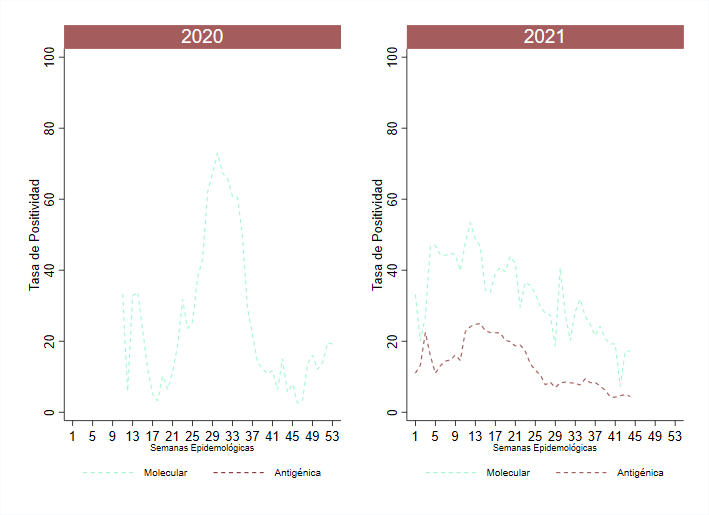 2020
Tasa de Positividad
100
80
60
40
20
0
1 5 9 13 17 21 25 29 33 37 41 45 49 53
Semanas Epidemológicas
Molecular Antigénica
2021
Tasa de Positividad
100
80
60
40
20
0
1 5 9 13 17 21 25 29 33 37 41 45 49 53
Semanas Epidemológicas
Molecular Antigénica